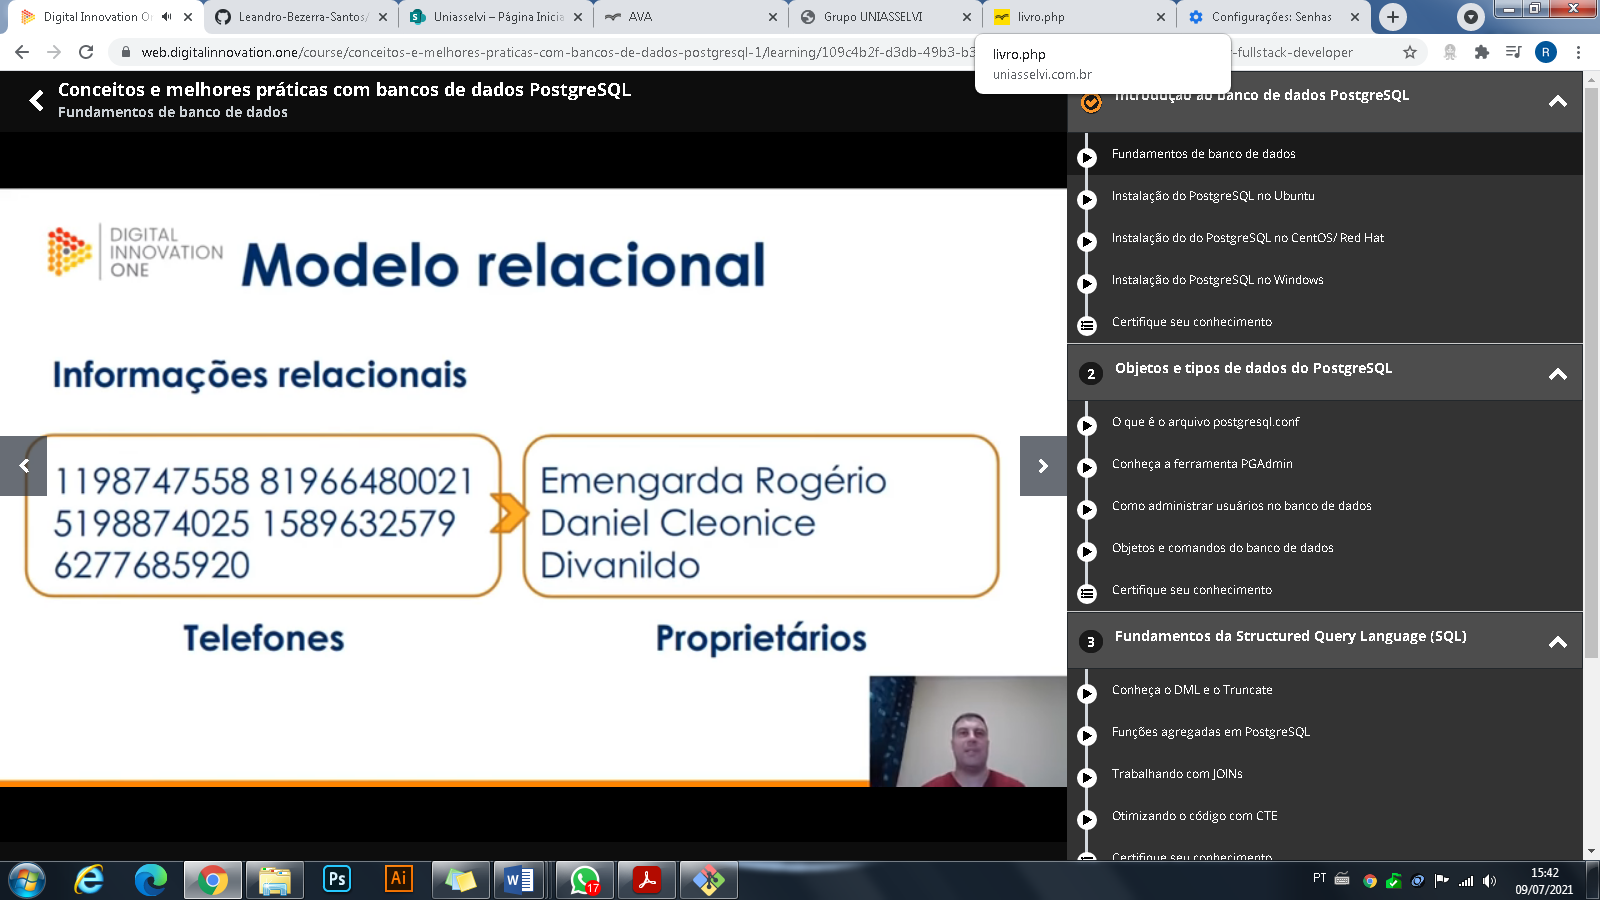 Digital Innovation O
Leandro-Bezerra-Santos/
Uniasselvi – Página Inicia
AVA
Grupo UNIASSELVI
livro.php
Configurações: Senhas
web.digitalinnovation.one/course/conceitos-e-melhores-praticas-com-bancos-de-dados-postgresql-1/learning/109c4b2f-d3db-49b3-b3
-fullstack-developer
R
livro.php
uniasselvi.com.br
Conceitos e melhores práticas com bancos de dados PostgreSQL
Fundamentos de banco de dados
DIGITAL
INNOVATION
ONE
Modelo relacional
Informações relacionais
1198747558 81966480021
5198874025 1589632579
6277685920
Emengarda Rogério
Daniel Cleonice
Divanildo
Telefones
Proprietários
Introdução ao banco de dados PostgreSQL
Fundamentos de banco de dados
Instalação do PostgreSQL no Ubuntu
Instalação do do PostgreSQL no CentOS/ Red Hat
Instalação do PostgreSQL no Windows
Certifique seu conhecimento
2 Objetos e tipos de dados do PostgreSQL
O que é o arquivo postgresql.conf
Conheça a ferramenta PGAdmin
Como administrar usuários no banco de dados
Objetos e comandos do banco de dados
Certifique seu conhecimento
3 Fundamentos da Structured Query Language (SQL)
Conheça o DML e o Truncate
Funções agregadas em PostgreSQL
Trabalhando com JOINs
Otimizando o código com CTE
Certifique seu conhecimento
Ps
Ai
W
17
PT
15:42
09/07/2021